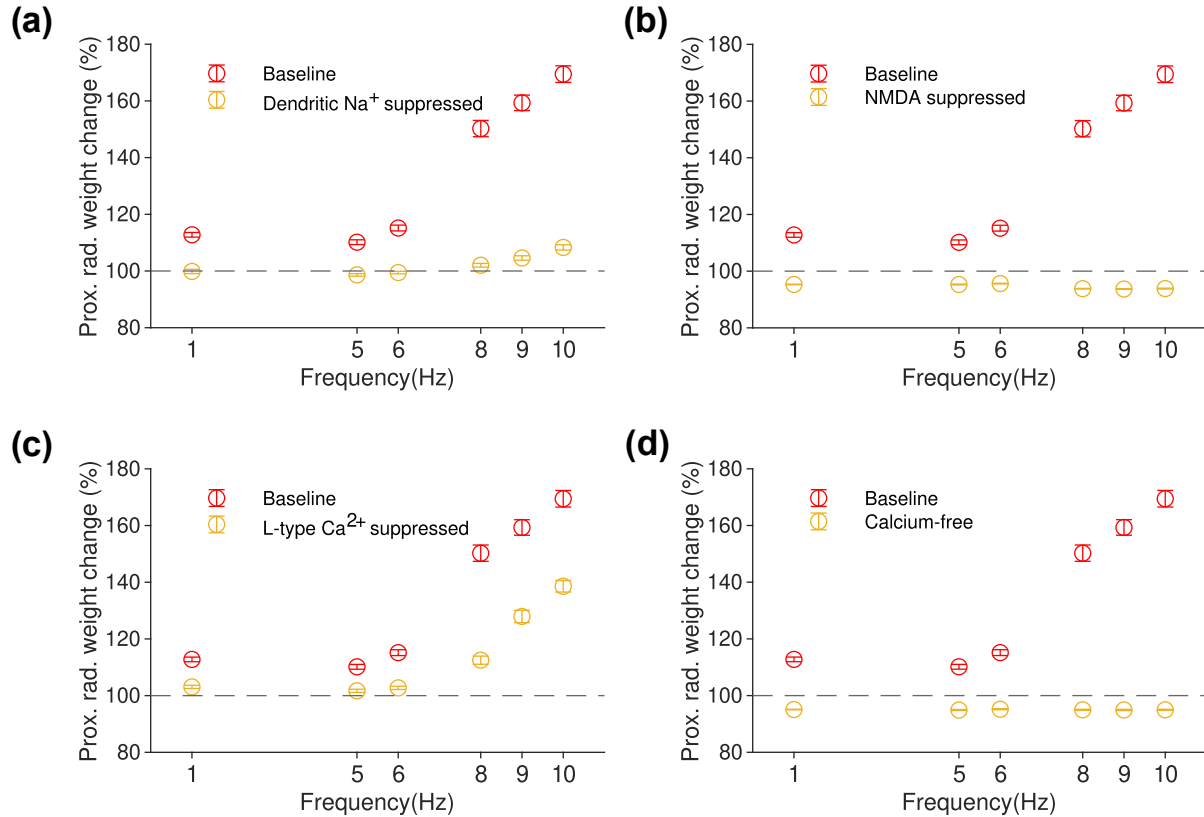 (a)
180
160
140
120
100
80
Prox. rad. weight change (%)
Baseline
Dendritic Na+ suppressed
1 5 6 8 9 10
Frequency(Hz)
(b)
180
160
140
120
100
80
Prox. rad. weight change (%)
Baseline
NMDA suppressed
1 5 6 8 9 10
Frequency(Hz)
(c)
180
160
140
120
100
80
Prox. rad. weight change (%)
Baseline
L-type Ca2+ suppressed
1 5 6 8 9 10
Frequency(Hz)
(d)
180
160
140
120
100
80
Prox. rad. weight change (%)
Baseline
Calcium-free
1 5 6 8 9 10
Frequency(Hz)